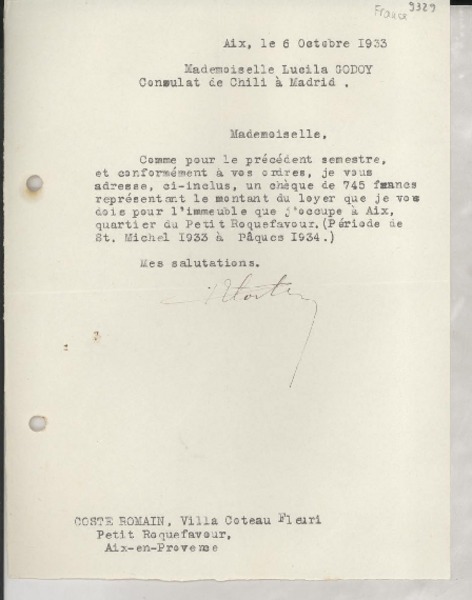 France 9329
Aix, le 6 Octobre I933
Mademoiselle Lucila GODOY
Consulat de Chili à Madrid .
Mademoiselle,
Comme pour le précédent semestre,
et conformément à vos ordres, je vous
adresse, ci-inclus, un chèque de 745 francs
représentant le montant du loyer que je vous
dois pour l'immeuble que j'occupe à Aix,
quartier du Petit Roquefavour.(Période de
St. Michel I933 à Pâques I934.)
Mes salutations.
COSTE ROMAIN, Villa Coteau Fleuri
Petit Roquefavour,
Aix-en-Provence